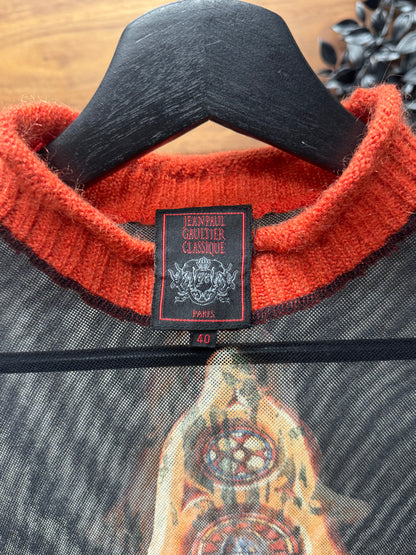 JEAN PAUL
GAULTIER
CLASSIQUE
PARIS
40